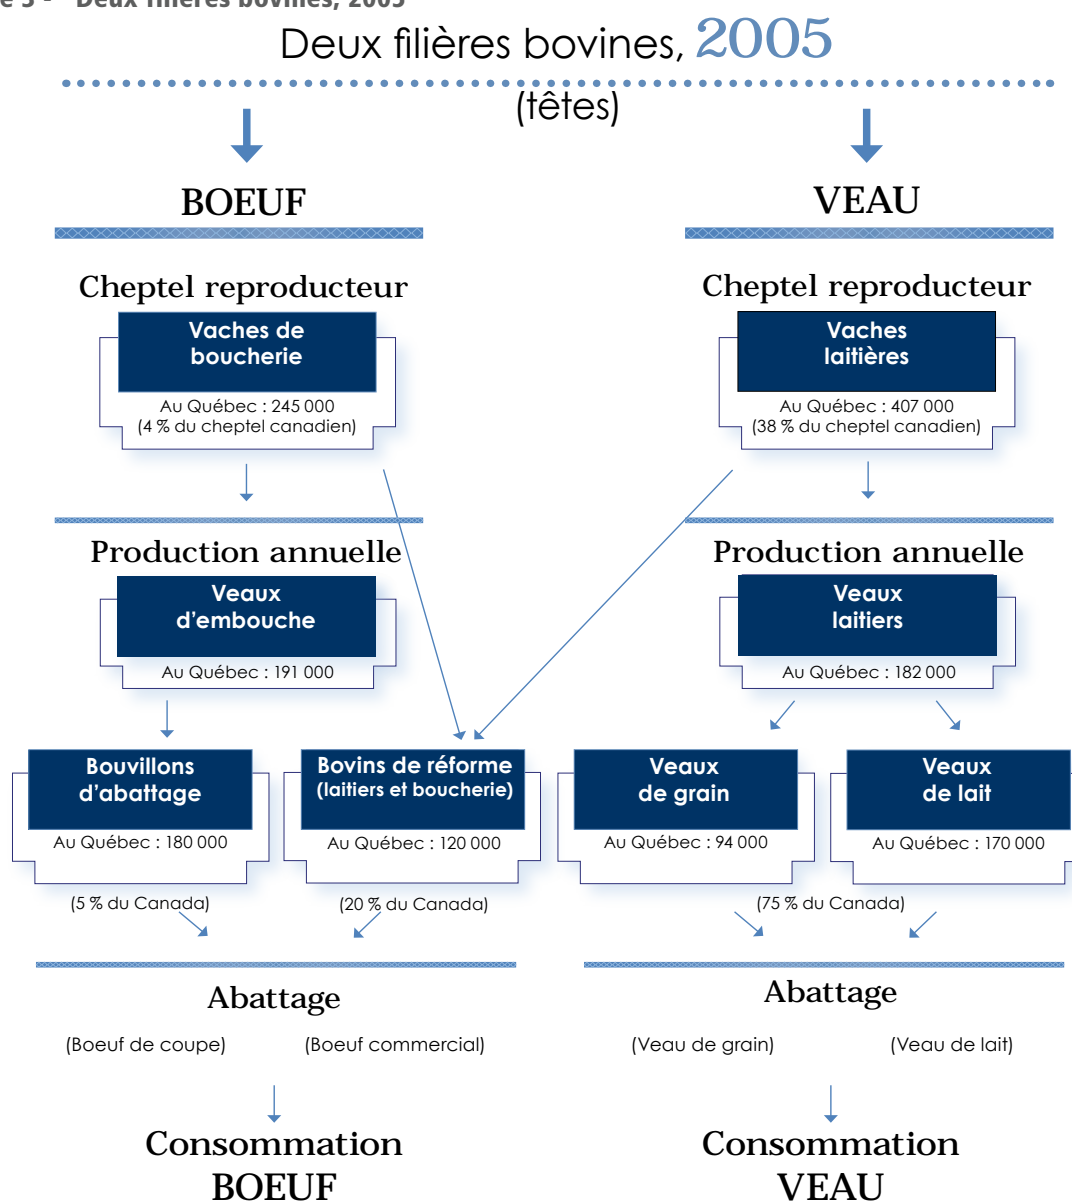 e 3 - Deux filières bovines, 2005
Deux filières bovines, 2005
(têtes)
BOEUF
VEAU
Cheptel reproducteur
Cheptel reproducteur
Vaches de
boucherie
Vaches
laitières
Au Québec : 245 000
(4 % du cheptel canadien)
Au Québec : 407 000
(38 % du cheptel canadien)
Production annuelle
Production annuelle
Veaux
d'embouche
Veaux
laitiers
Au Québec : 191 000
Au Québec : 182 000
Bouvillons
d'abattage
Bovins de réforme
(laitiers et boucherie)
Veaux
de grain
Veaux
de lait
Au Québec : 180 000
Au Québec : 120 000
Au Québec : 94 000
Au Québec : 170 000
(5 % du Canada)
(20 % du Canada)
(75 % du Canada)
Abattage
Abattage
(Boeuf de coupe)
(Boeuf commercial)
(Veau de grain)
(Veau de lait)
Consommation
BOEUF
Consommation
VEAU